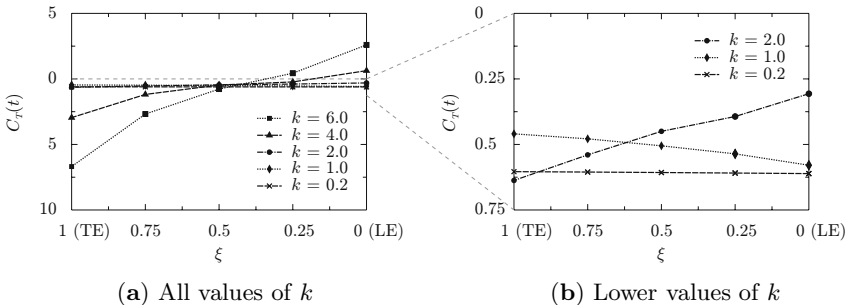 5
0
5
10
C_T(t)
k = 6.0
k = 4.0
k = 2.0
k = 1.0
k = 0.2
1 (TE) 0.75 0.5 0.25 0 (LE)
ξ
(a) All values of k
0
0.25
0.5
0.75
C_T(t)
k = 2.0
k = 1.0
k = 0.2
1 (TE) 0.75 0.5 0.25 0 (LE)
ξ
(b) Lower values of k